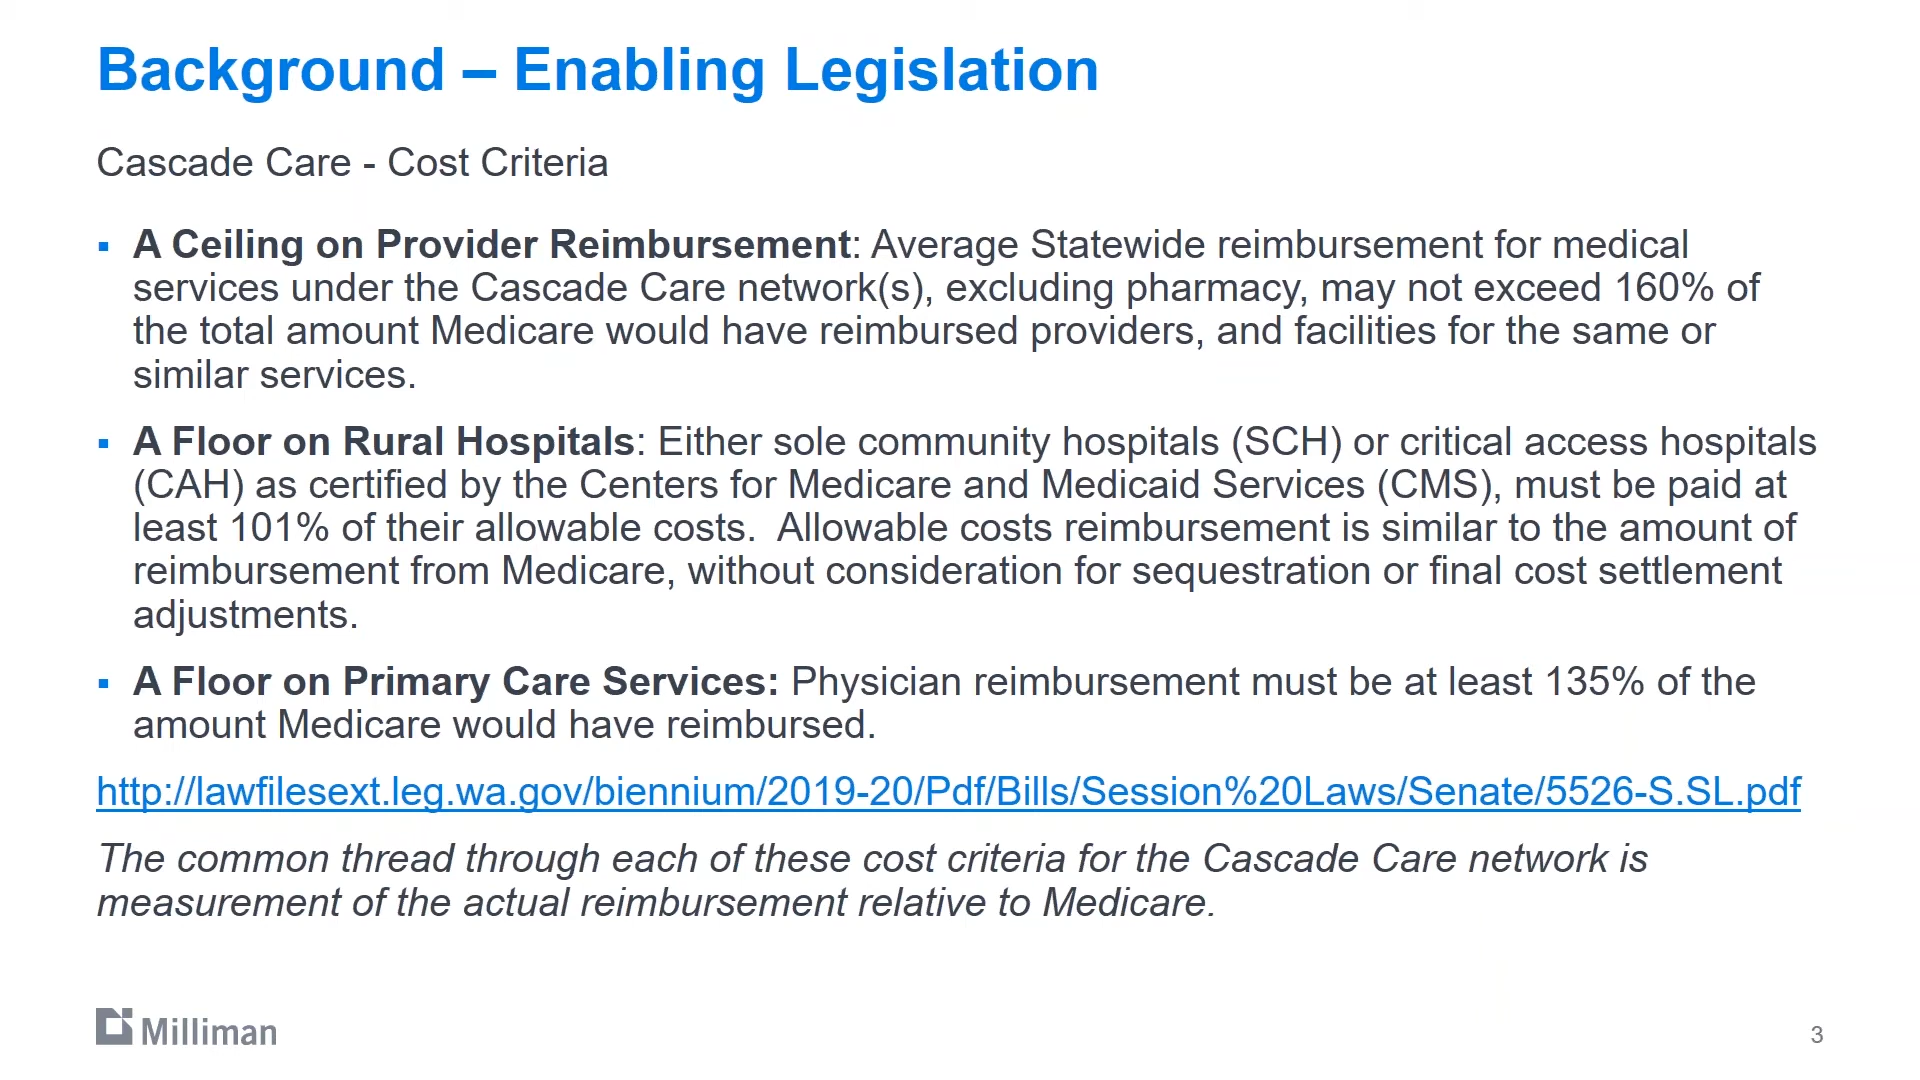 Background – Enabling Legislation
Cascade Care - Cost Criteria
▪ A Ceiling on Provider Reimbursement: Average Statewide reimbursement for medical
services under the Cascade Care network(s), excluding pharmacy, may not exceed 160% of
the total amount Medicare would have reimbursed providers, and facilities for the same or
similar services.
▪ A Floor on Rural Hospitals: Either sole community hospitals (SCH) or critical access hospitals
(CAH) as certified by the Centers for Medicare and Medicaid Services (CMS), must be paid at
least 101% of their allowable costs.  Allowable costs reimbursement is similar to the amount of
reimbursement from Medicare, without consideration for sequestration or final cost settlement
adjustments.
▪ A Floor on Primary Care Services: Physician reimbursement must be at least 135% of the
amount Medicare would have reimbursed.
http://lawfilesext.leg.wa.gov/biennium/2019-20/Pdf/Bills/Session%20Laws/Senate/5526-S.SL.pdf
The common thread through each of these cost criteria for the Cascade Care network is
measurement of the actual reimbursement relative to Medicare.
Milliman
3